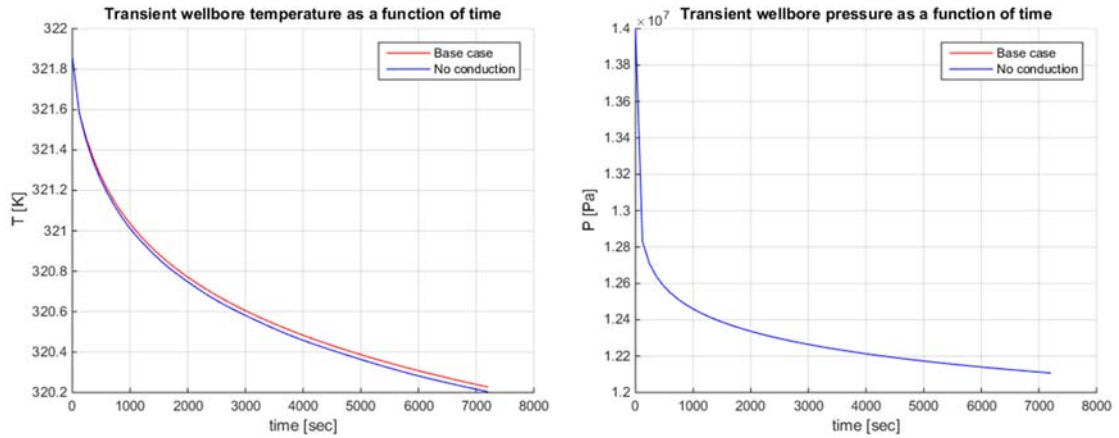 Transient wellbore temperature as a function of time
322
321.8
321.6
321.4
321.2
321
320.8
320.6
320.4
320.2
T [K]
0 1000 2000 3000 4000 5000 6000 7000 8000
time [sec]
Base case
No conduction
Transient wellbore pressure as a function of time
×10⁷
1.4
1.38
1.36
1.34
1.32
1.3
1.28
1.26
1.24
1.22
1.2
P [Pa]
0 1000 2000 3000 4000 5000 6000 7000 8000
time [sec]
Base case
No conduction